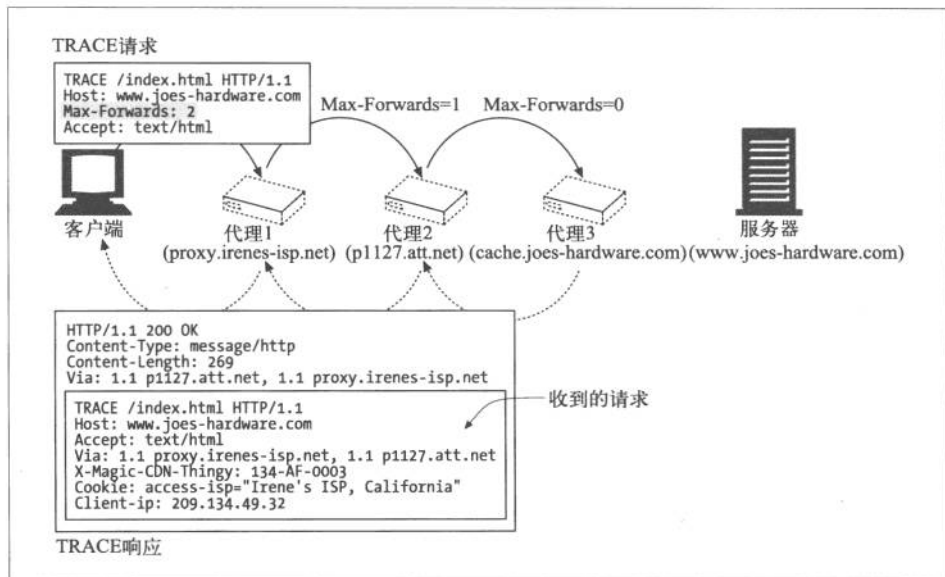 TRACE请求
TRACE /index.html HTTP/1.1
Host: www.joes-hardware.com
Max-Forwards: 2
Accept: text/html
Max-Forwards=1
Max-Forwards=0
客户端
代理1
(proxy.irenes-isp.net)
代理2
(p1127.att.net)
代理3
(cache.joes-hardware.com)
服务器
(www.joes-hardware.com)
HTTP/1.1 200 OK
Content-Type: message/http
Content-Length: 269
Via: 1.1 p1127.att.net, 1.1 proxy.irenes-isp.net
收到的请求
TRACE /index.html HTTP/1.1
Host: www.joes-hardware.com
Accept: text/html
Via: 1.1 proxy.irenes-isp.net, 1.1 p1127.att.net
X-Magic-CDN-Thingy: 134-AF-0003
Cookie: access-isp="Irene's ISP, California"
Client-ip: 209.134.49.32
TRACE响应